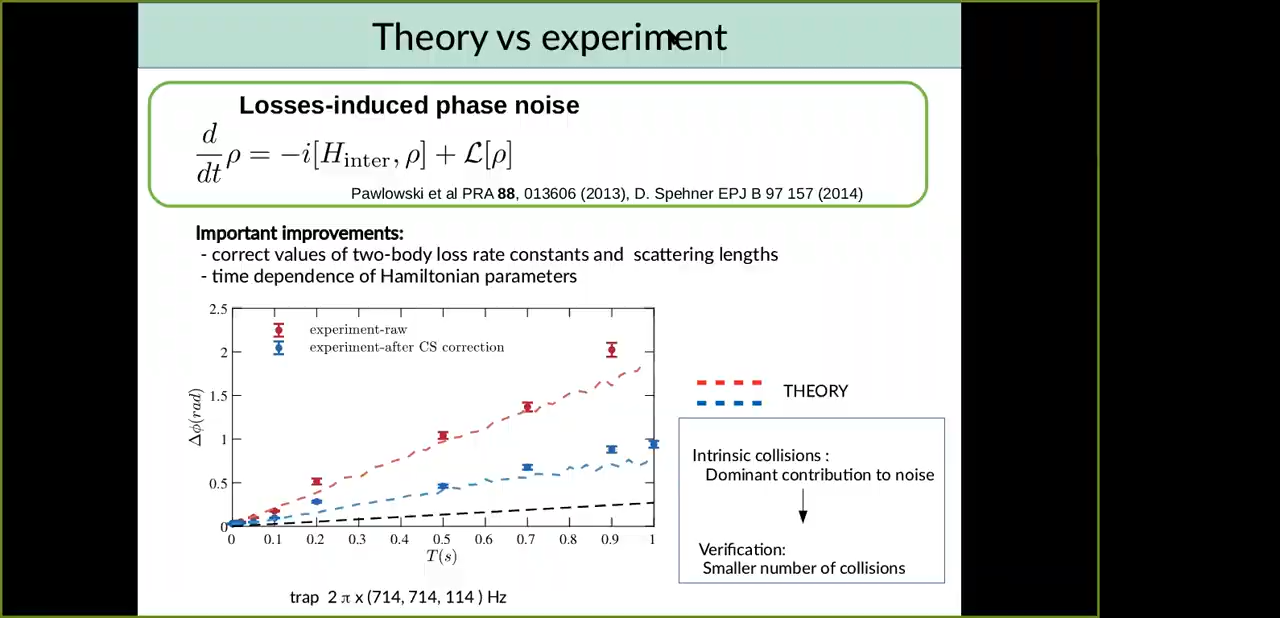 Theory vs experiment
Losses-induced phase noise
d/dt ρ = −i[H_inter, ρ] + ℒ[ρ]
Pawlowski et al PRA 88, 013606 (2013), D. Spehner EPJ B 97 157 (2014)
Important improvements:
- correct values of two-body loss rate constants and scattering lengths
- time dependence of Hamiltonian parameters
2.5
2
1.5
1
0.5
0
Δϕ(rad)
experiment-raw
experiment-after CS correction
0 0.1 0.2 0.3 0.4 0.5 0.6 0.7 0.8 0.9 1
T(s)
trap 2 π x (714, 714, 114 ) Hz
THEORY
Intrinsic collisions :
Dominant contribution to noise
Verification:
Smaller number of collisions